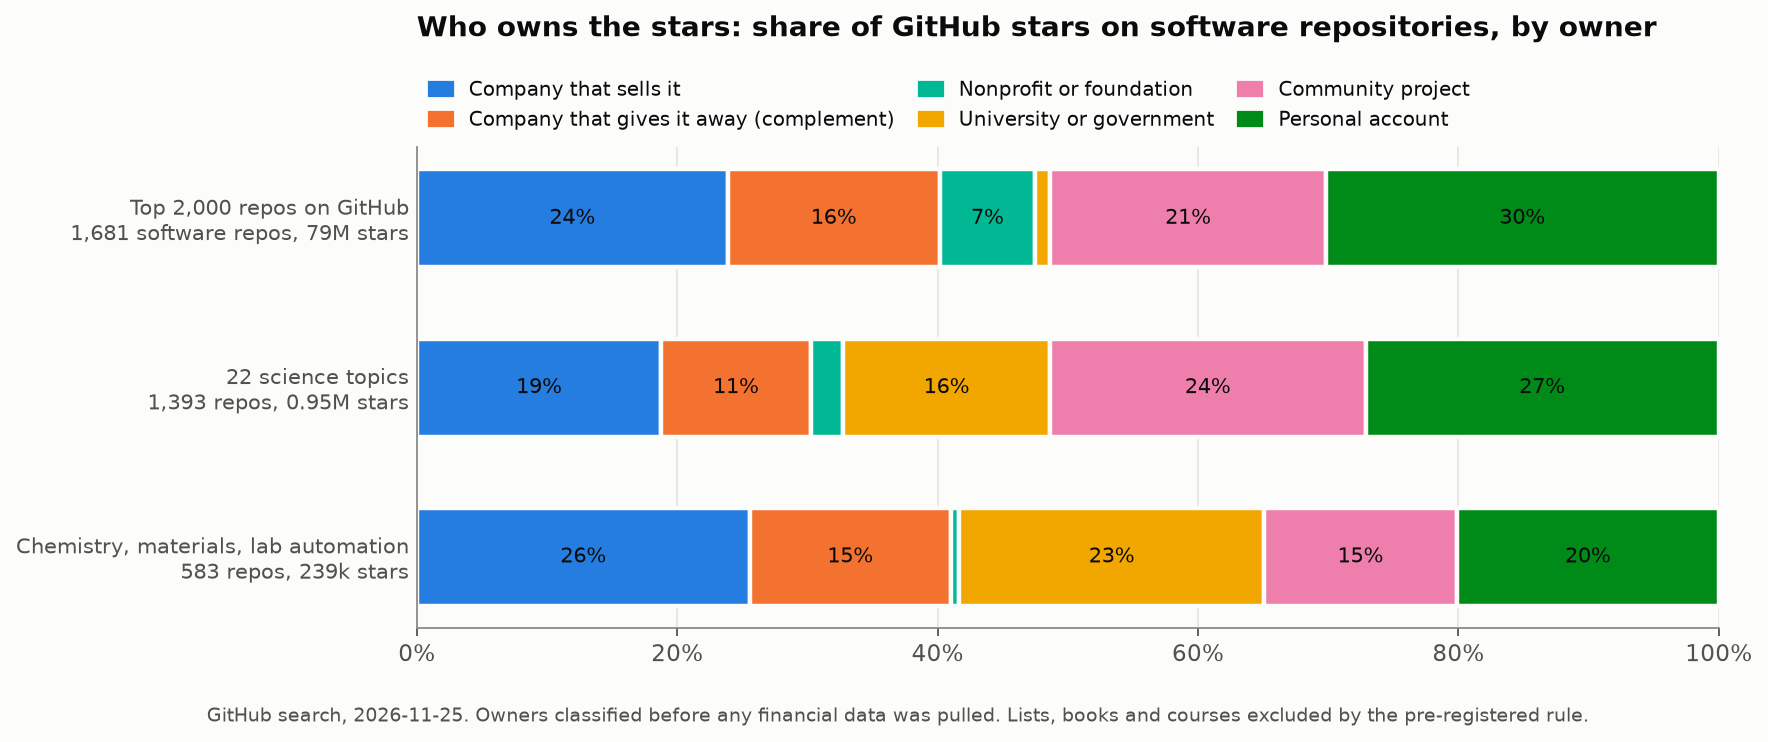 Who owns the stars: share of GitHub stars on software repositories, by owner
Company that sells it
Nonprofit or foundation
Community project
Company that gives it away (complement)
University or government
Personal account
Top 2,000 repos on GitHub
1,681 software repos, 79M stars
24%
16%
7%
21%
30%
22 science topics
1,393 repos, 0.95M stars
19%
11%
16%
24%
27%
Chemistry, materials, lab automation
583 repos, 239k stars
26%
15%
23%
15%
20%
0%
20%
40%
60%
80%
100%
GitHub search, 2026-11-25. Owners classified before any financial data was pulled. Lists, books and courses excluded by the pre-registered rule.